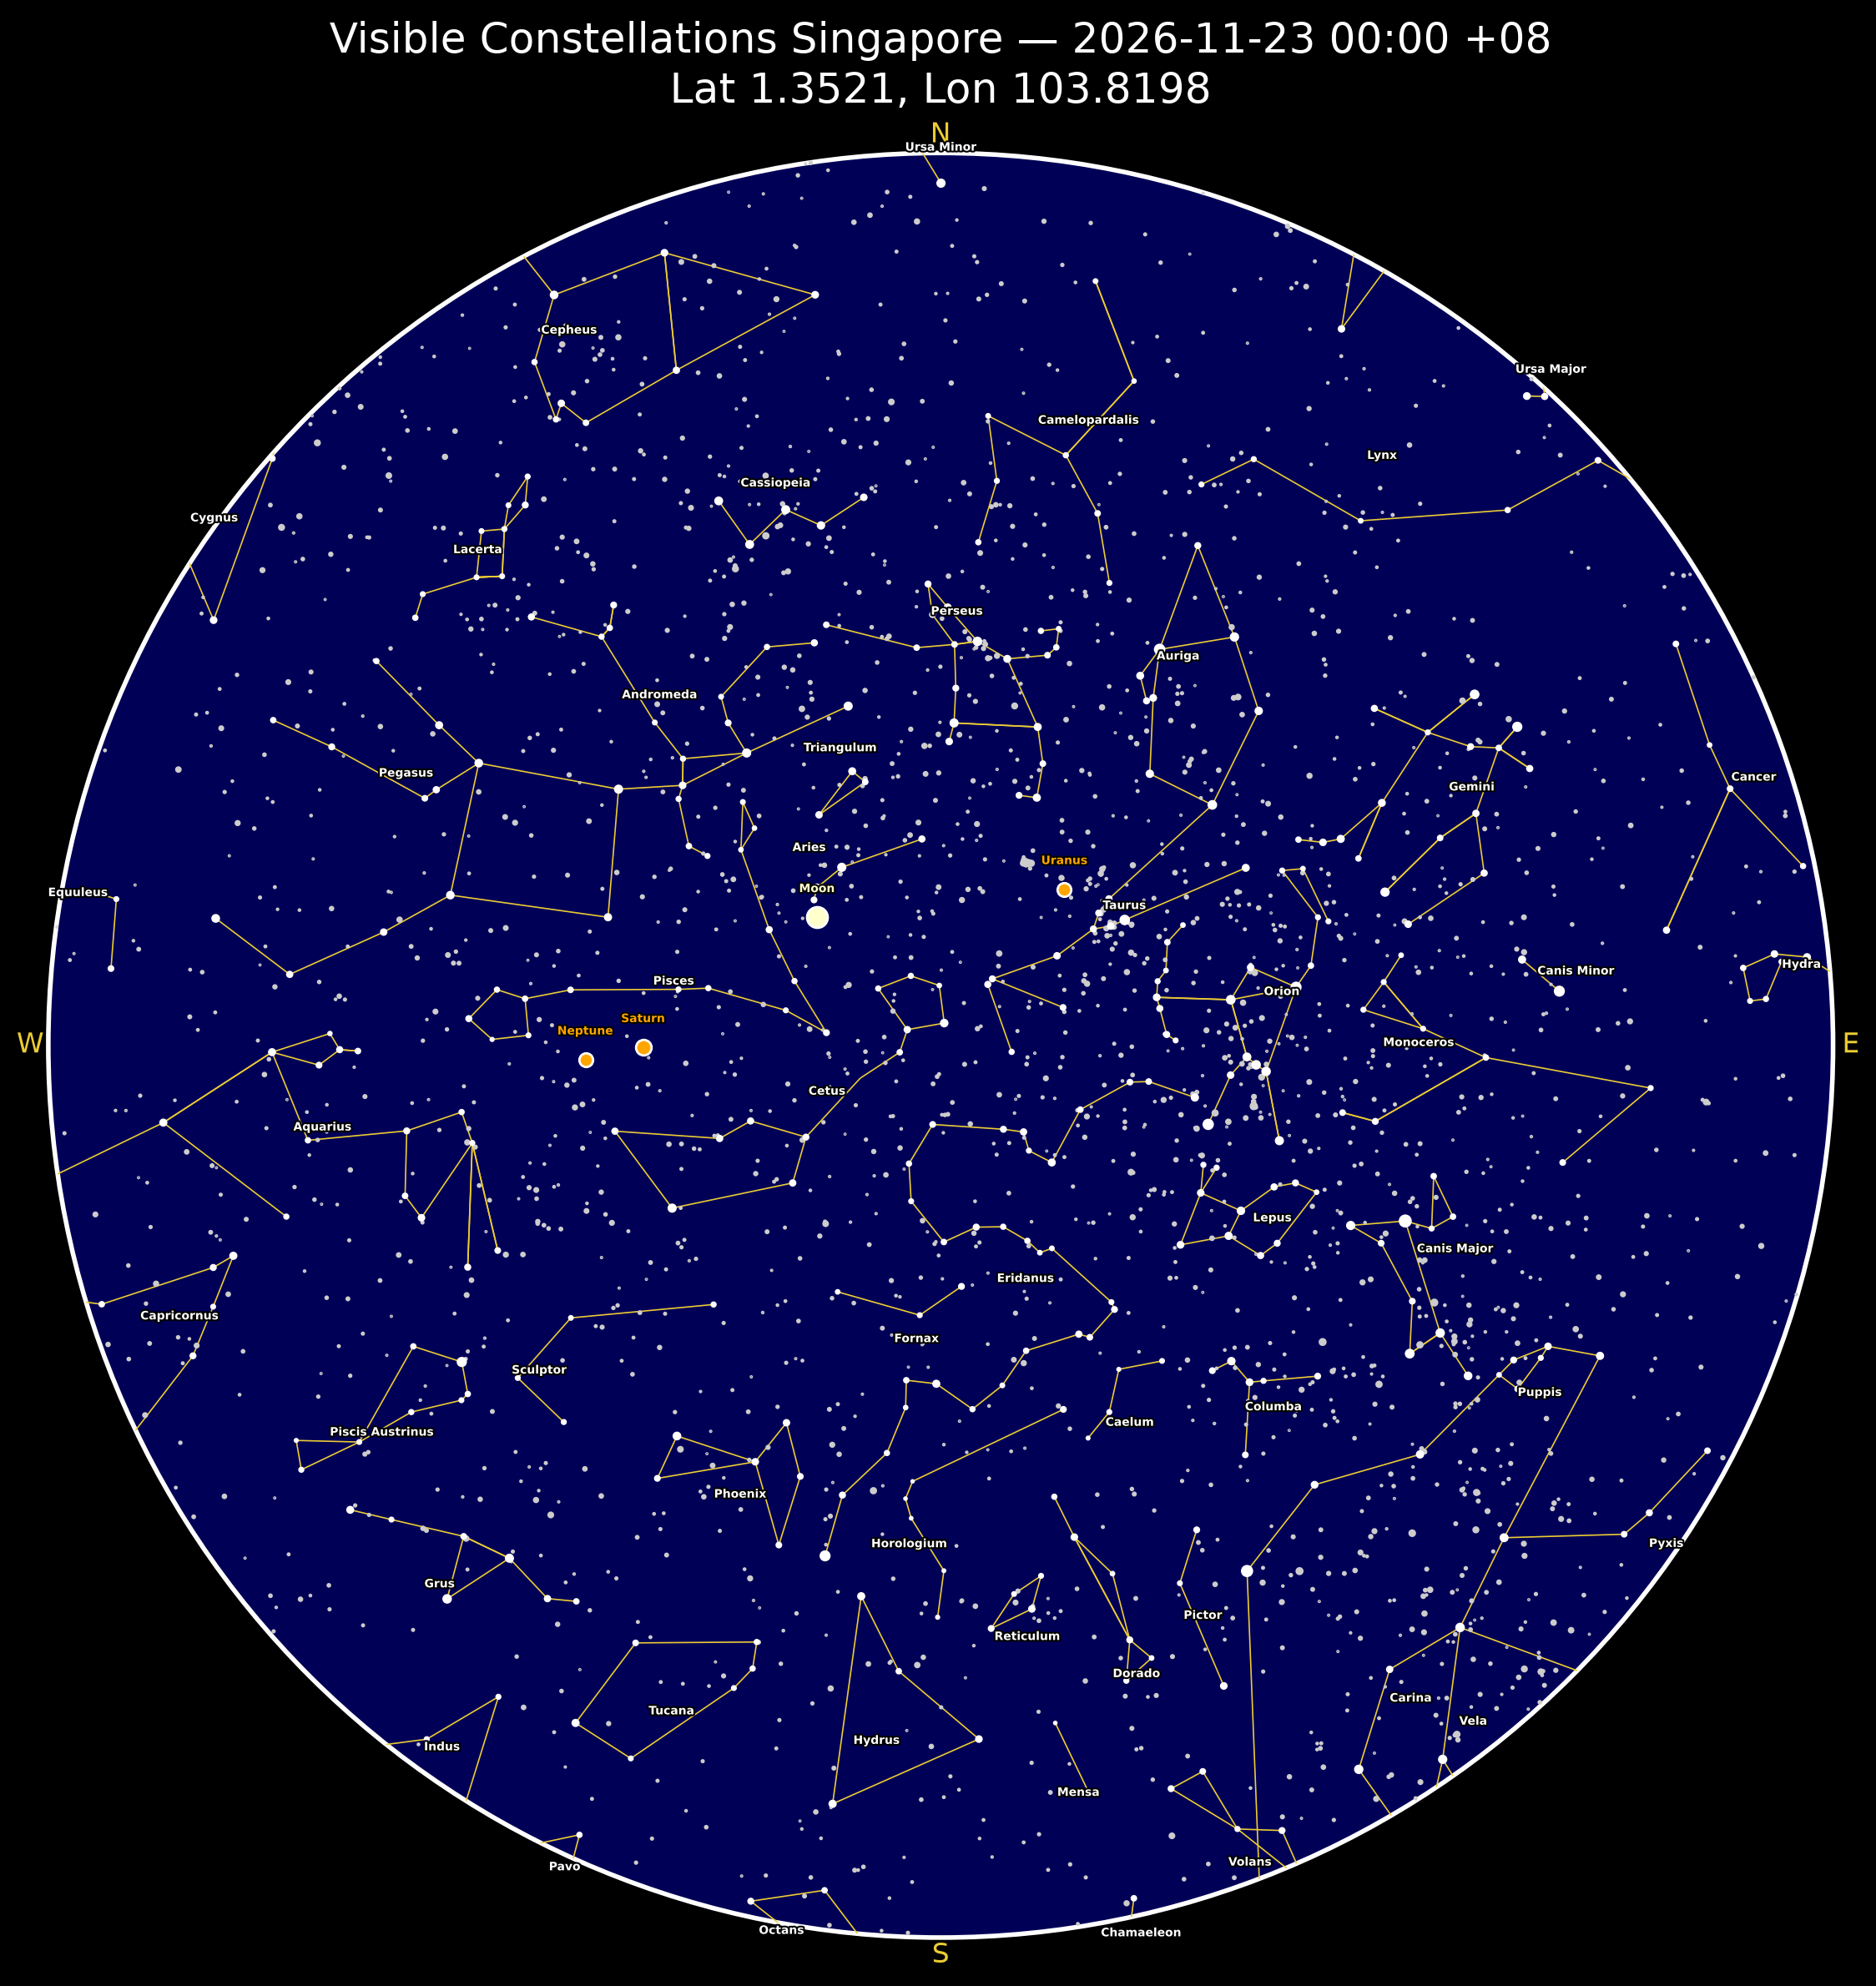 Visible Constellations Singapore — 2026-11-23 00:00 +08
Lat 1.3521, Lon 103.8198
N
Ursa Minor
Cepheus
Ursa Major
Camelopardalis
Lynx
Cassiopeia
Cygnus
Lacerta
Perseus
Auriga
Andromeda
Triangulum
Pegasus
Cancer
Gemini
Aries
Uranus
Moon
Equuleus
Taurus
Hydra
Canis Minor
Pisces
Orion
Saturn
Neptune
W
E
Monoceros
Cetus
Aquarius
Lepus
Canis Major
Eridanus
Capricornus
Fornax
Sculptor
Puppis
Columba
Caelum
Piscis Austrinus
Phoenix
Horologium
Pyxis
Grus
Pictor
Reticulum
Dorado
Carina
Tucana
Vela
Hydrus
Indus
Mensa
Volans
Pavo
Octans
Chamaeleon
S